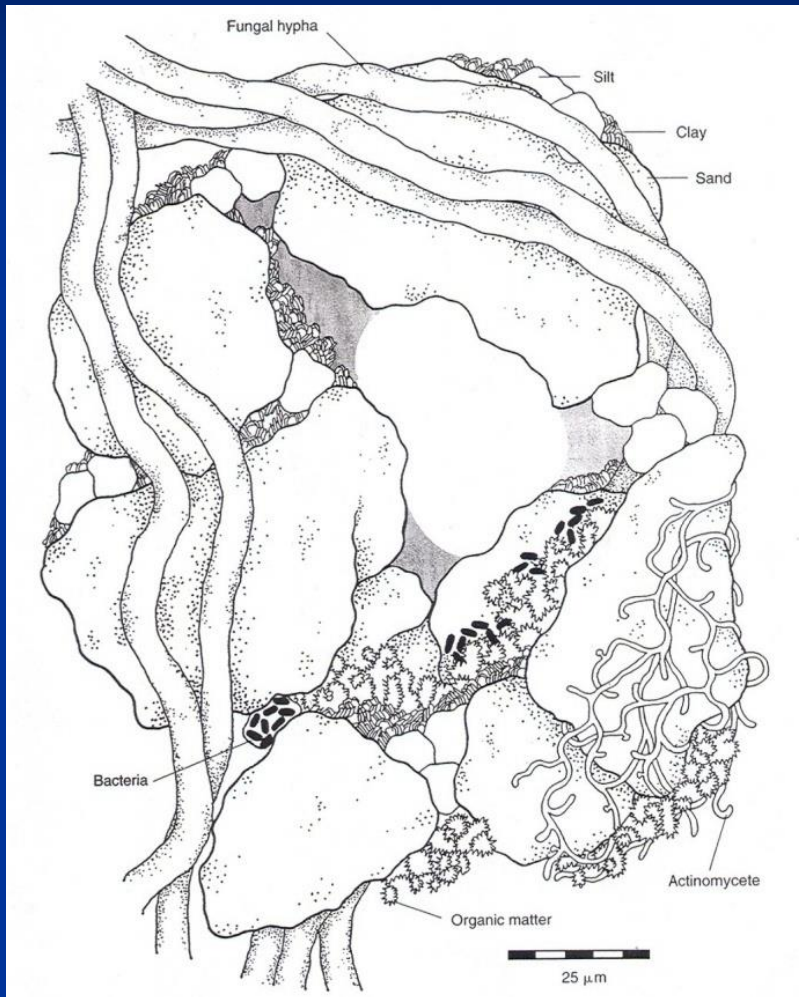 Fungal hypha
Silt
Clay
Sand
Bacteria
Actinomycete
Organic matter
25 μm